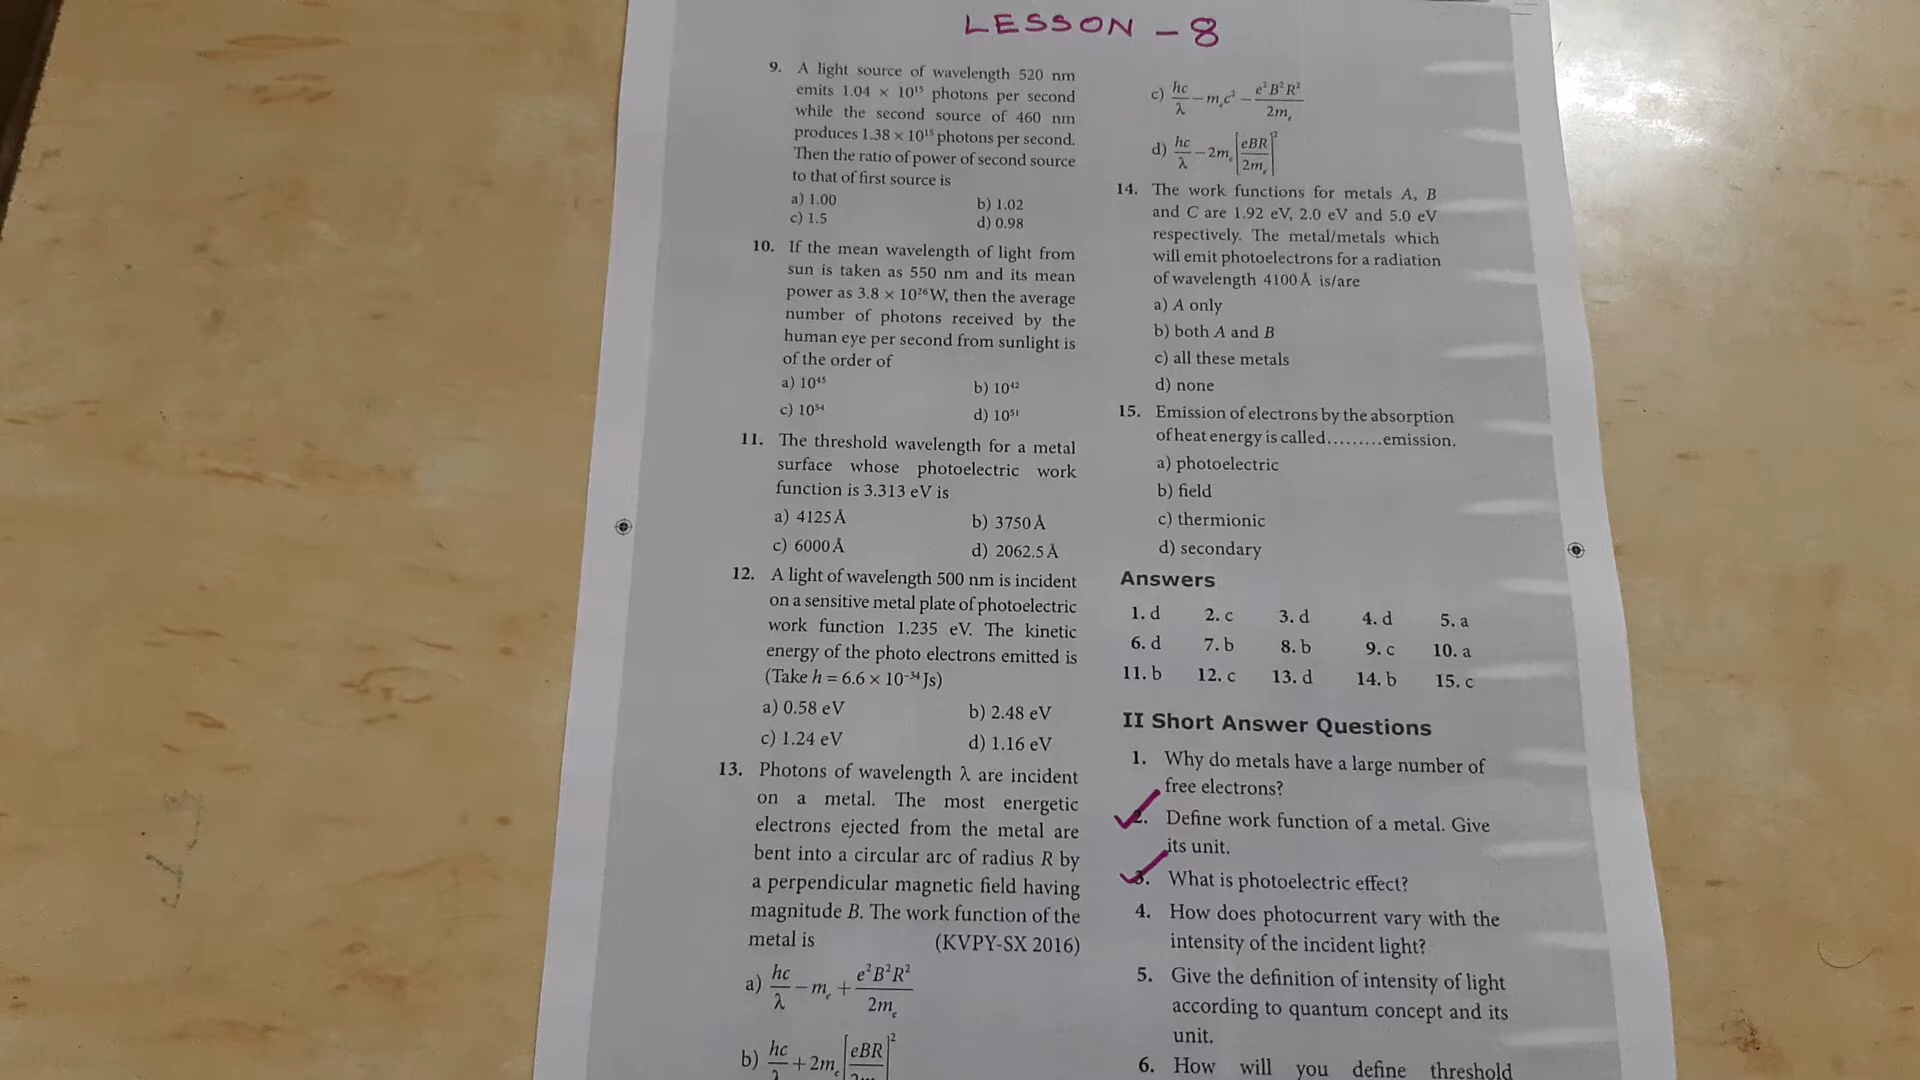 LESSON - 8
9. A light source of wavelength 520 nm
emits 1.04 × 10¹⁵ photons per second
while the second source of 460 nm
produces 1.38 × 10¹⁵ photons per second.
Then the ratio of power of second source
to that of first source is
a) 1.00 b) 1.02
c) 1.5 d) 0.98
10. If the mean wavelength of light from
sun is taken as 550 nm and its mean
power as 3.8 × 10²⁶ W, then the average
number of photons received by the
human eye per second from sunlight is
of the order of
a) 10⁴⁵ b) 10⁴²
c) 10⁵⁴ d) 10⁵¹
11. The threshold wavelength for a metal
surface whose photoelectric work
function is 3.313 eV is
a) 4125 Å b) 3750 Å
c) 6000 Å d) 2062.5 Å
12. A light of wavelength 500 nm is incident
on a sensitive metal plate of photoelectric
work function 1.235 eV. The kinetic
energy of the photo electrons emitted is
(Take h = 6.6 × 10⁻³⁴ Js)
a) 0.58 eV b) 2.48 eV
c) 1.24 eV d) 1.16 eV
13. Photons of wavelength λ are incident
on a metal. The most energetic
electrons ejected from the metal are
bent into a circular arc of radius R by
a perpendicular magnetic field having
magnitude B. The work function of the
metal is (KVPY-SX 2016)
a) hc/λ − mₑ + e²B²R²/2mₑ
b) hc/λ + 2mₑ [eBR
c) hc/λ − mₑc² − e²B²R²/2mₑ
d) hc/λ − 2mₑ [eBR/2mₑ]²
14. The work functions for metals A, B
and C are 1.92 eV, 2.0 eV and 5.0 eV
respectively. The metal/metals which
will emit photoelectrons for a radiation
of wavelength 4100 Å is/are
a) A only
b) both A and B
c) all these metals
d) none
15. Emission of electrons by the absorption
of heat energy is called.........emission.
a) photoelectric
b) field
c) thermionic
d) secondary
Answers
1. d 2. c 3. d 4. d 5. a
6. d 7. b 8. b 9. c 10. a
11. b 12. c 13. d 14. b 15. c
II Short Answer Questions
1. Why do metals have a large number of
free electrons?
2. Define work function of a metal. Give
its unit.
3. What is photoelectric effect?
4. How does photocurrent vary with the
intensity of the incident light?
5. Give the definition of intensity of light
according to quantum concept and its
unit.
6. How will you define threshold